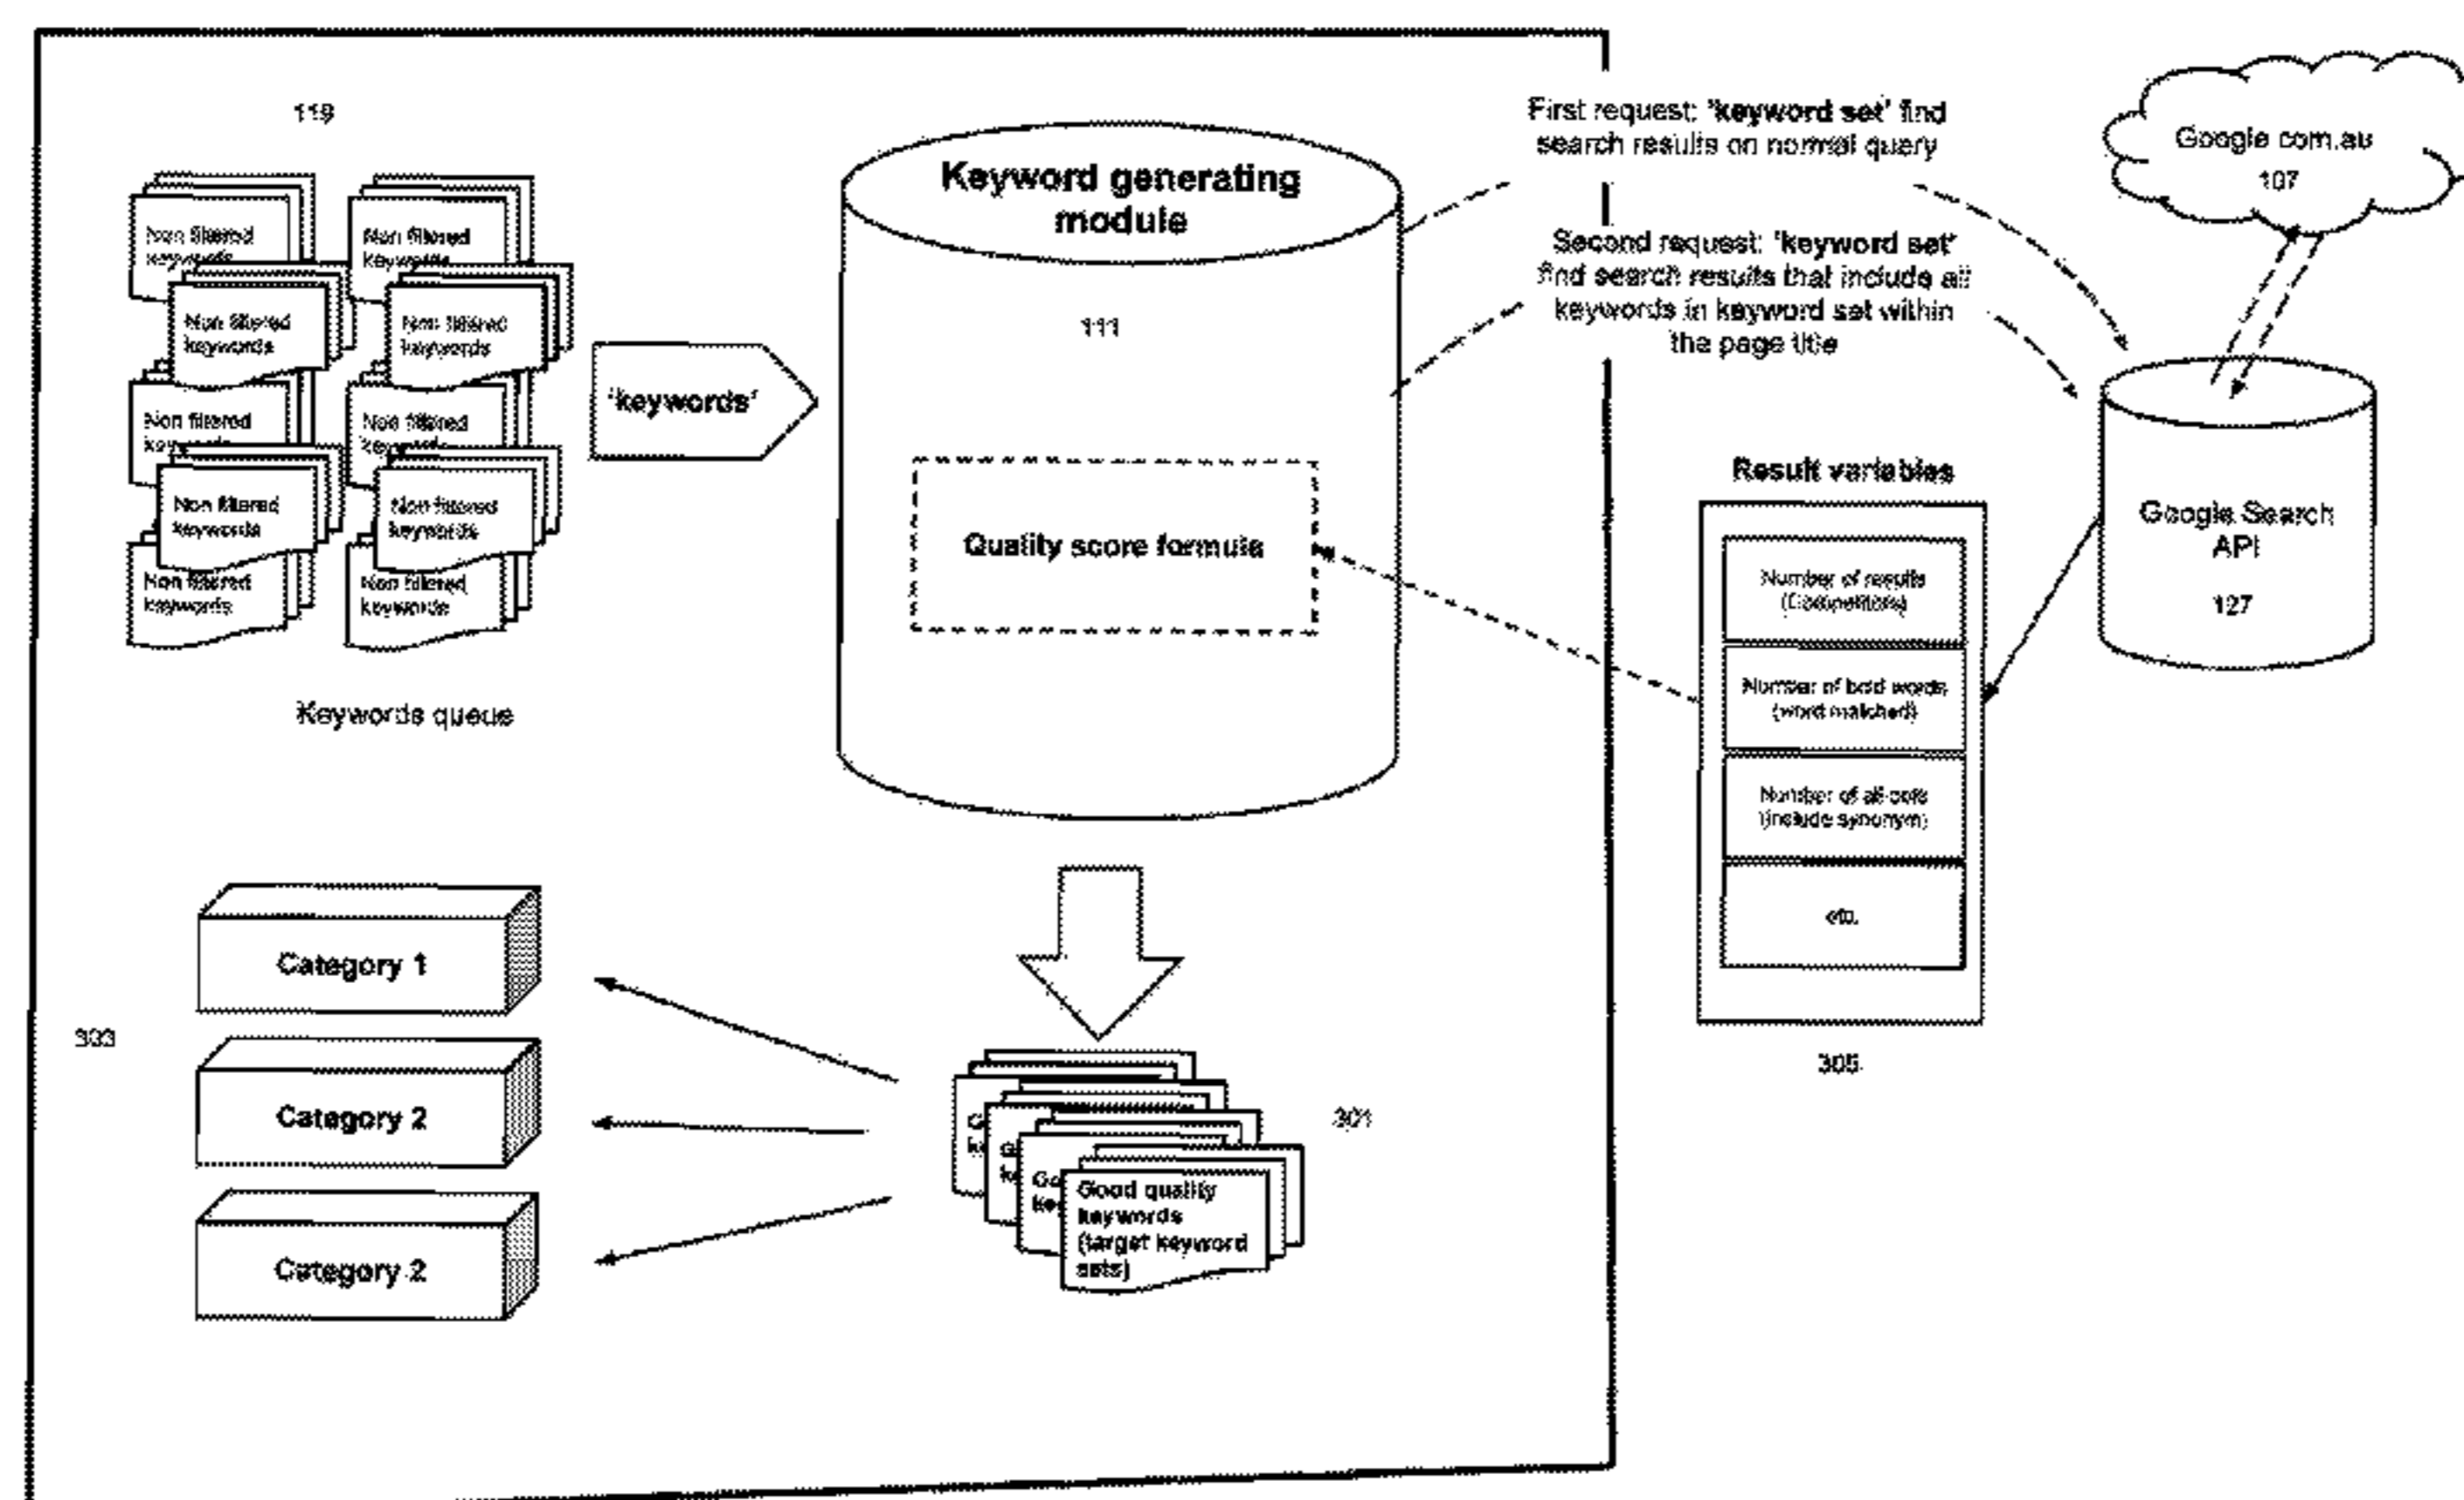 119
Non filtered
keywords
Non filtered
keywords
Non filtered
keywords
Non filtered
keywords
Non filtered
Non filtered
Non filtered
keywords
Non filtered
keywords
Non filtered
keywords
Non filtered
keywords
Keywords queue
'keywords'
Keyword generating
module
111
Quality score formula
First request: 'keyword set' find
search results on normal query
Second request: 'keyword set'
find search results that include all
keywords in keyword set within
the page title
Google.com.au
107
Google Search
API
127
Result variables
Number of results
(Competitors)
Number of bold words
(word matched)
Number of all
(include synonym)
etc.
305
Category 1
Category 2
Category 2
303
301
Good quality
keywords
(target keyword
sets)